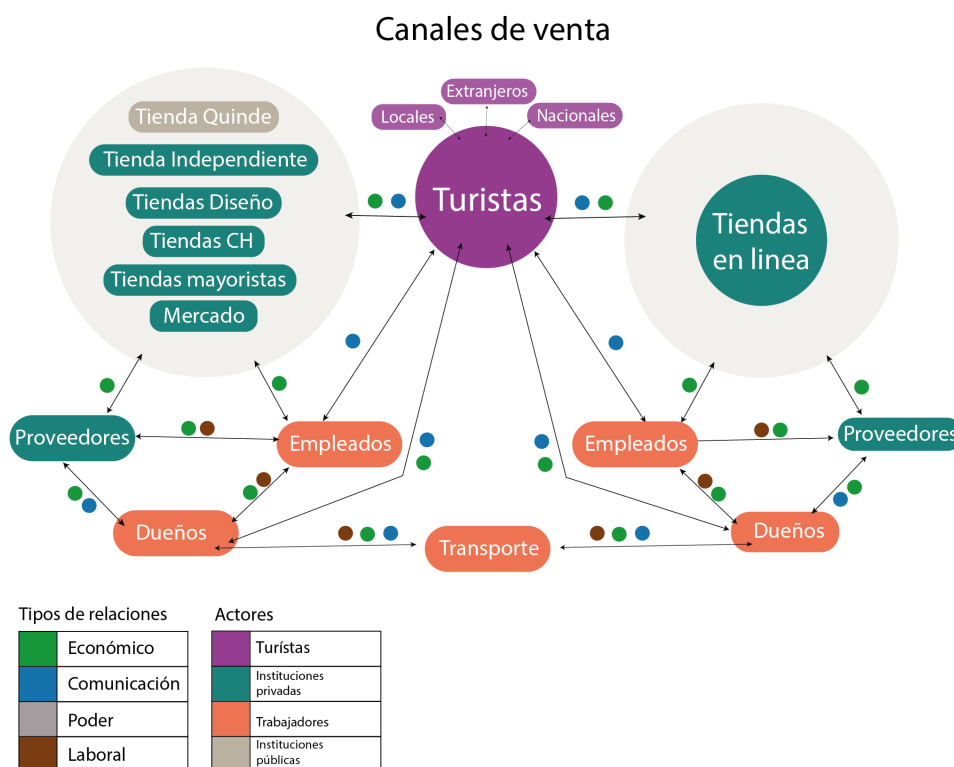 Canales de venta
Extranjeros
Locales
Nacionales
Tienda Quinde
Tienda Independiente
Tiendas Diseño
Tiendas CH
Tiendas mayoristas
Mercado
Turistas
Tiendas
en linea
Proveedores
Empleados
Dueños
Transporte
Empleados
Proveedores
Dueños
Tipos de relaciones
Económico
Comunicación
Poder
Laboral
Actores
Turístas
Instituciones
privadas
Trabajadores
Instituciones
públicas